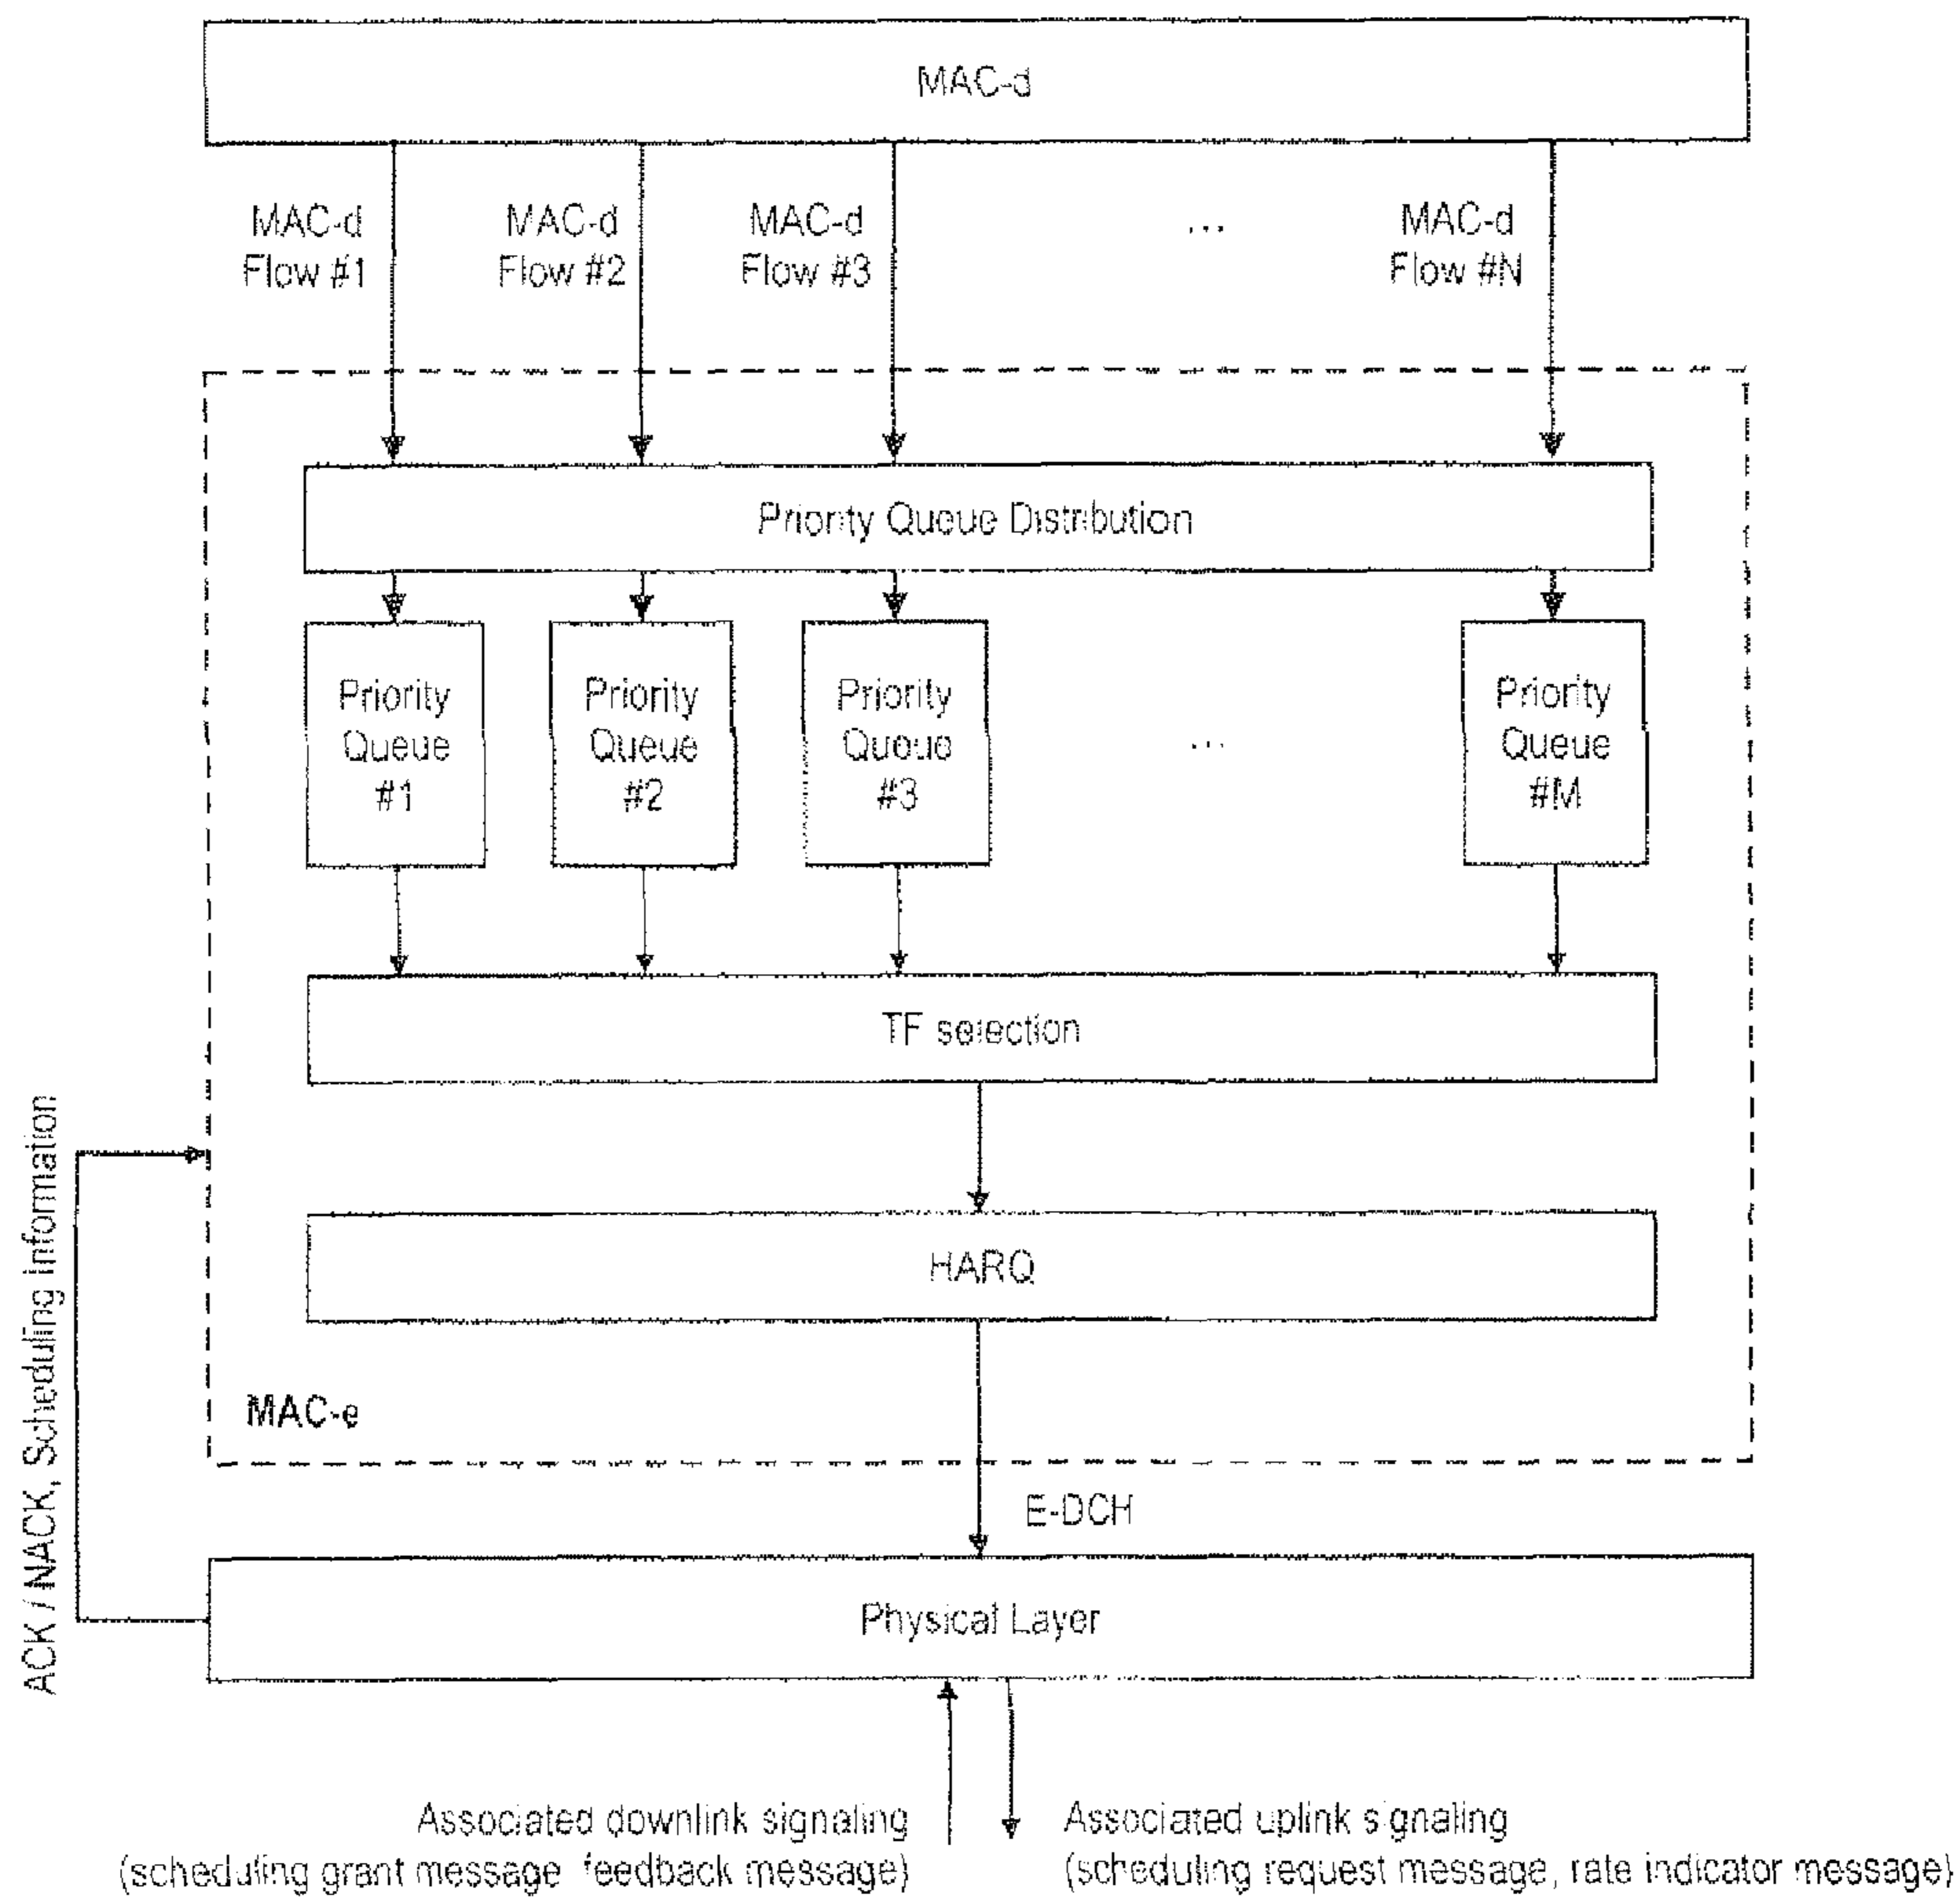 MAC-d
MAC-d
Flow #1
MAC-d
Flow #2
MAC-d
Flow #3
...
MAC-d
Flow #N
Priority Queue Distribution
Priority
Queue
#1
Priority
Queue
#2
Priority
Queue
#3
...
Priority
Queue
#M
TF selection
HARQ
MAC-e
ACK / NACK, Scheduling Information
E-DCH
Physical Layer
Associated downlink signaling
(scheduling grant message feedback message)
Associated uplink signaling
(scheduling request message, rate indicator message)